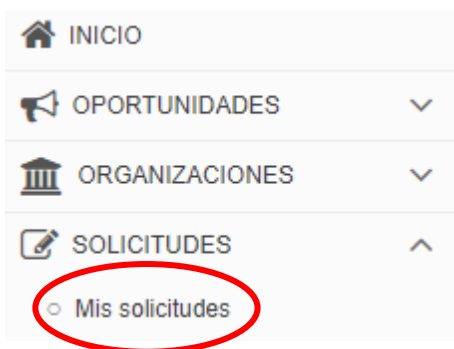 INICIO
OPORTUNIDADES
ORGANIZACIONES
SOLICITUDES
Mis solicitudes